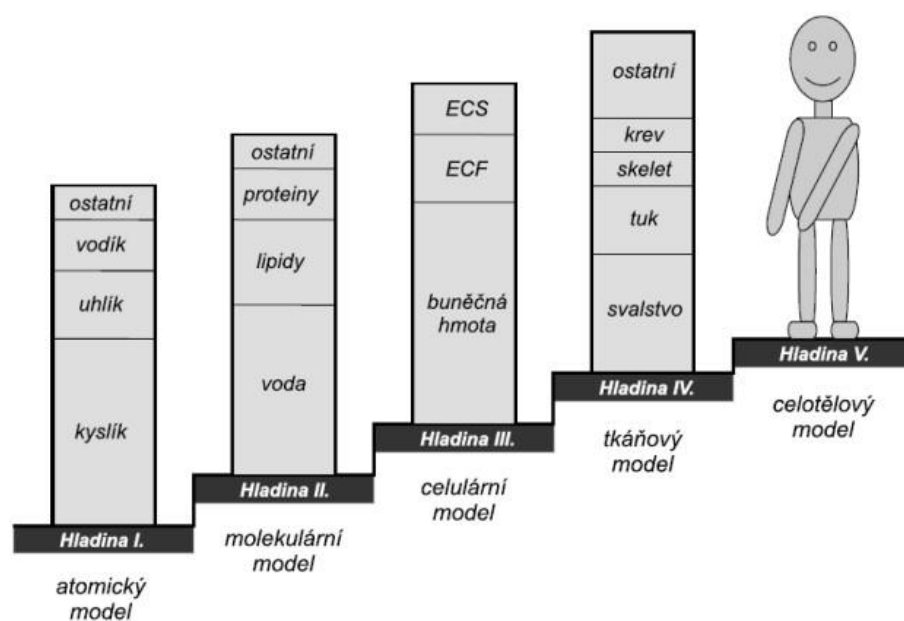 ostatní
vodík
uhlík
kyslík
Hladina I.
atomický
model
ostatní
proteiny
lipidy
voda
Hladina II.
molekulární
model
ECS
ECF
buněčná
hmota
Hladina III.
celulární
model
ostatní
krev
skelet
tuk
svalstvo
Hladina IV.
tkáňový
model
Hladina V.
celotělový
model